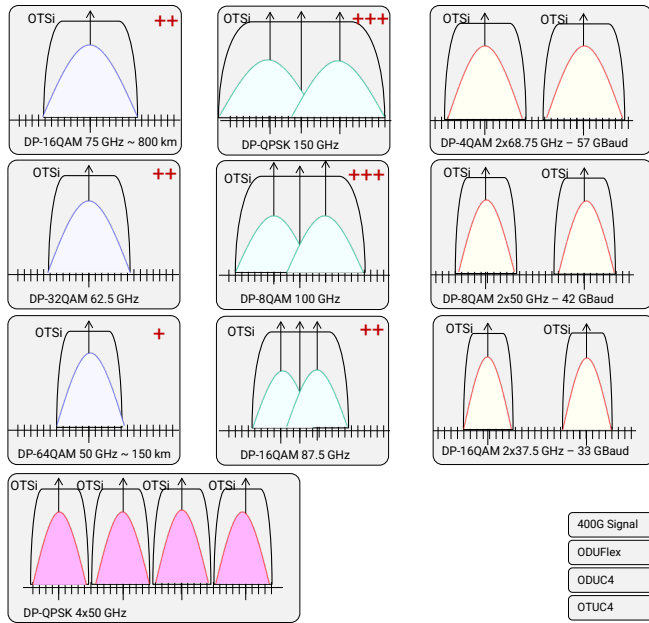 OTSi ++
DP-16QAM 75 GHz ~ 800 km
OTSi +++
DP-QPSK 150 GHz
OTSi
DP-4QAM 2x68.75 GHz – 57 GBaud
OTSi ++
DP-32QAM 62.5 GHz
OTSi +++
DP-8QAM 100 GHz
OTSi
DP-8QAM 2x50 GHz – 42 GBaud
OTSi +
DP-64QAM 50 GHz ~ 150 km
OTSi ++
DP-16QAM 87.5 GHz
OTSi
DP-16QAM 2x37.5 GHz – 33 GBaud
OTSi OTSi OTSi OTSi
DP-QPSK 4x50 GHz
400G Signal
ODUFlex
ODUC4
OTUC4